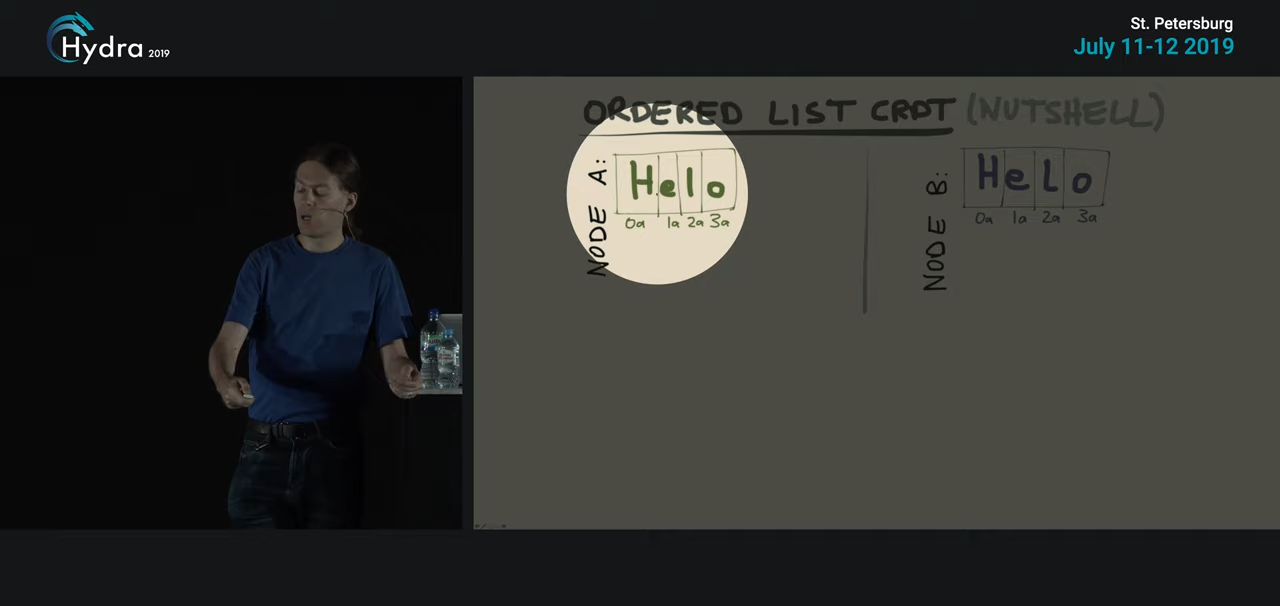 Hydra 2019
St. Petersburg
July 11-12 2019
ORDERED LIST CRDT (NUTSHELL)
NODE A:
Helo
0a 1a 2a 3a
NODE B:
HeLo
0a 1a 2a 3a